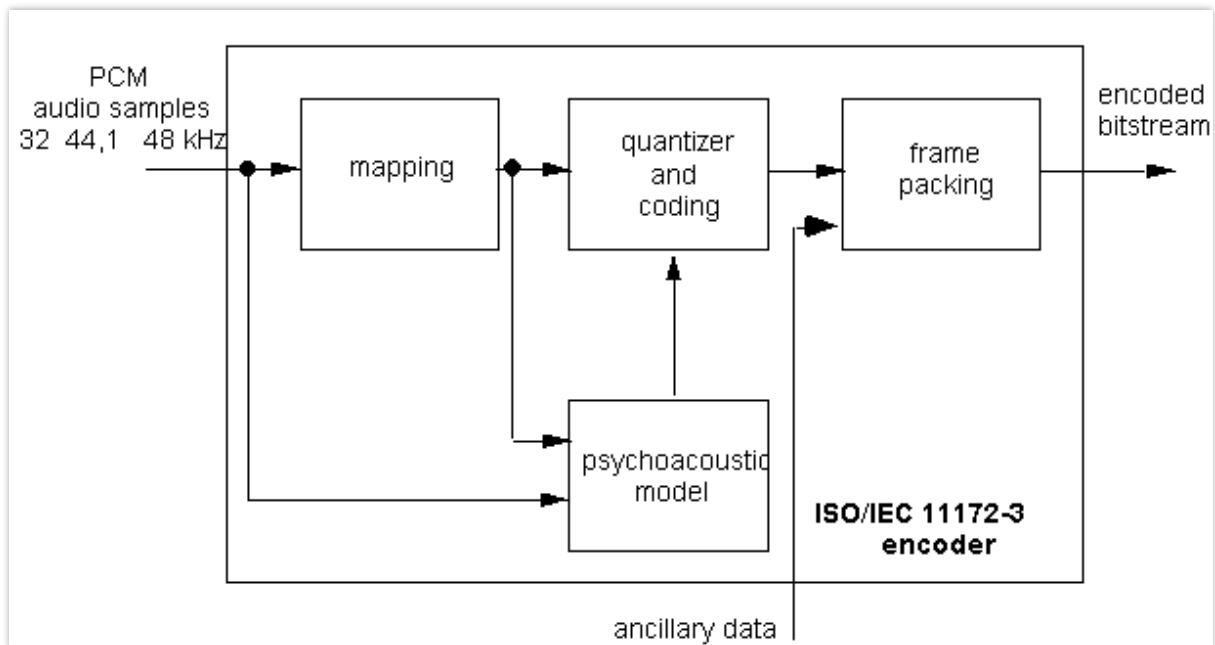 PCM
audio samples
32 44,1 48 kHz
mapping
quantizer
and
coding
frame
packing
encoded
bitstream
psychoacoustic
model
ISO/IEC 11172-3
encoder
ancillary data